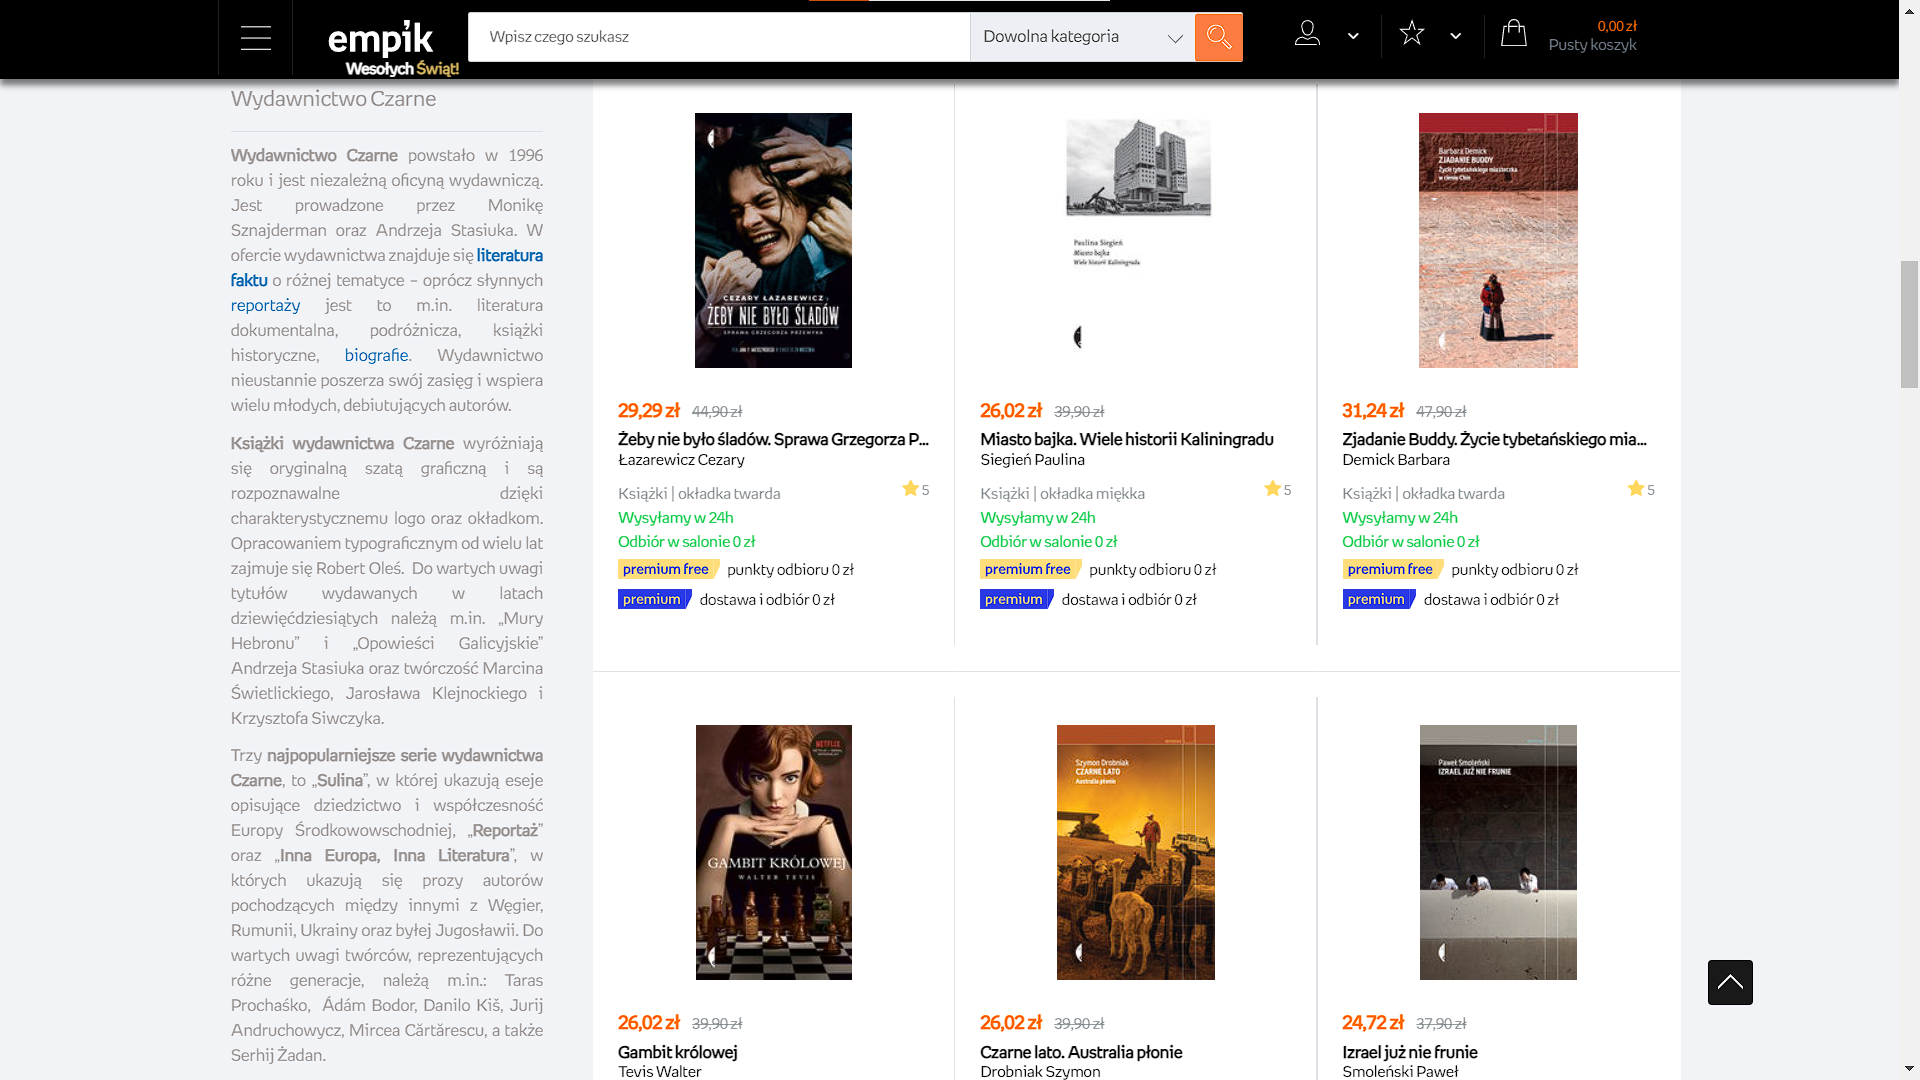 empik
Wesołych Świąt!
Wpisz czego szukasz
Dowolna kategoria
0,00 zł
Pusty koszyk
Wydawnictwo Czarne
Wydawnictwo Czarne powstało w 1996
roku i jest niezależną oficyną wydawniczą.
Jest prowadzone przez Monikę
Sznajderman oraz Andrzeja Stasiuka. W
ofercie wydawnictwa znajduje się literatura
faktu o różnej tematyce – oprócz słynnych
reportaży jest to m.in. literatura
dokumentalna, podróżnicza, książki
historyczne, biografie. Wydawnictwo
nieustannie poszerza swój zasięg i wspiera
wielu młodych, debiutujących autorów.
Książki wydawnictwa Czarne wyróżniają
się oryginalną szatą graficzną i są
rozpoznawalne dzięki
charakterystycznemu logo oraz okładkom.
Opracowaniem typograficznym od wielu lat
zajmuje się Robert Oleś. Do wartych uwagi
tytułów wydawanych w latach
dziewięćdziesiątych należą m.in. „Mury
Hebronu” i „Opowieści Galicyjskie”
Andrzeja Stasiuka oraz twórczość Marcina
Świetlickiego, Jarosława Klejnockiego i
Krzysztofa Siwczyka.
Trzy najpopularniejsze serie wydawnictwa
Czarne, to „Sulina”, w której ukazują eseje
opisujące dziedzictwo i współczesność
Europy Środkowowschodniej, „Reportaż”
oraz „Inna Europa, Inna Literatura”, w
których ukazują się prozy autorów
pochodzących między innymi z Węgier,
Rumunii, Ukrainy oraz byłej Jugosławii. Do
wartych uwagi twórców, reprezentujących
różne generacje, należą m.in.: Taras
Prochaśko, Ádám Bodor, Danilo Kiš, Jurij
Andruchowycz, Mircea Cărtărescu, a także
Serhij Żadan.
CEZARY ŁAZAREWICZ
ŻEBY NIE BYŁO ŚLADÓW
SPRAWA GRZEGORZA PRZEMYKA
29,29 zł 44,90 zł
Żeby nie było śladów. Sprawa Grzegorza P...
Łazarewicz Cezary
Książki | okładka twarda
5
Wysyłamy w 24h
Odbiór w salonie 0 zł
premium free punkty odbioru 0 zł
premium dostawa i odbiór 0 zł
Paulina Siegień
Miasto bajka
Wiele historii Kaliningradu
26,02 zł 39,90 zł
Miasto bajka. Wiele historii Kaliningradu
Siegień Paulina
Książki | okładka miękka
5
Wysyłamy w 24h
Odbiór w salonie 0 zł
premium free punkty odbioru 0 zł
premium dostawa i odbiór 0 zł
Barbara Demick
ZJADANIE BUDDY
Życie tybetańskiego miasteczka
w cieniu Chin
31,24 zł 47,90 zł
Zjadanie Buddy. Życie tybetańskiego mia...
Demick Barbara
Książki | okładka twarda
5
Wysyłamy w 24h
Odbiór w salonie 0 zł
premium free punkty odbioru 0 zł
premium dostawa i odbiór 0 zł
NETFLIX
GAMBIT KRÓLOWEJ
WALTER TEVIS
26,02 zł 39,90 zł
Gambit królowej
Tevis Walter
Szymon Drobniak
CZARNE LATO
Australia płonie
26,02 zł 39,90 zł
Czarne lato. Australia płonie
Drobniak Szymon
Paweł Smoleński
IZRAEL JUŻ NIE FRUNIE
24,72 zł 37,90 zł
Izrael już nie frunie
Smoleński Paweł